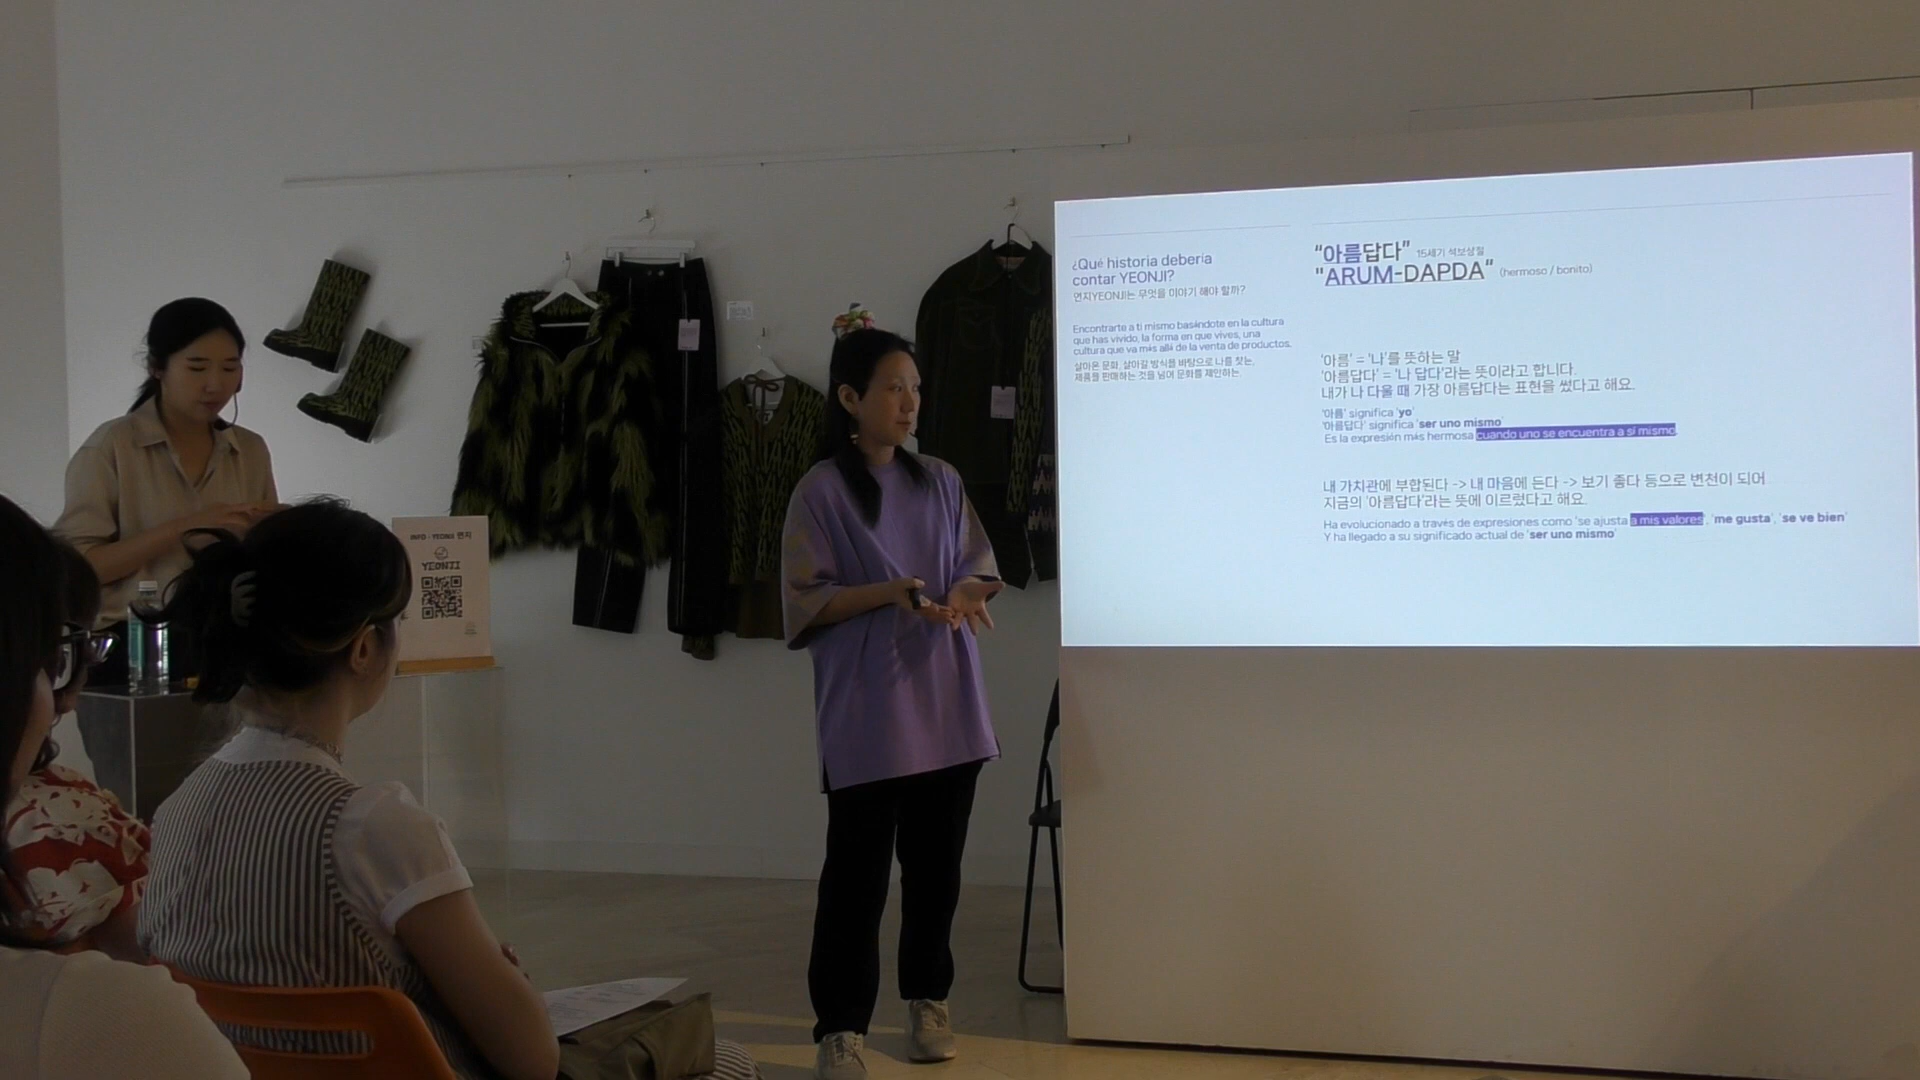 ¿Qué historia debería
contar YEONJI?
연지YEONJI는 무엇을 이야기 해야 할까?
Encontrarte a ti mismo basándote en la cultura
que has vivido, la forma en que vives, una
cultura que va más allá de la venta de productos.
살아온 문화, 살아갈 방식을 바탕으로 나를 찾는,
제품을 판매하는 것을 넘어 문화를 제안하는.
"아름답다" 15세기 석보상절
"ARUM-DAPDA" (hermoso / bonito)
'아름' = '나'를 뜻하는 말
'아름답다' = '나 답다'라는 뜻이라고 합니다.
내가 나 다울 때 가장 아름답다는 표현을 썼다고 해요.
'아름' significa 'yo'
'아름답다' significa 'ser uno mismo'
Es la expresión más hermosa cuando uno se encuentra a sí mismo
내 가치관에 부합된다 -> 내 마음에 든다 -> 보기 좋다 등으로 변천이 되어
지금의 '아름답다'라는 뜻에 이르렀다고 해요.
Ha evolucionado a través de expresiones como 'se ajusta a mis valores', 'me gusta', 'se ve bien'
Y ha llegado a su significado actual de 'ser uno mismo'
INFO / YEONJI 연지
YEONJI